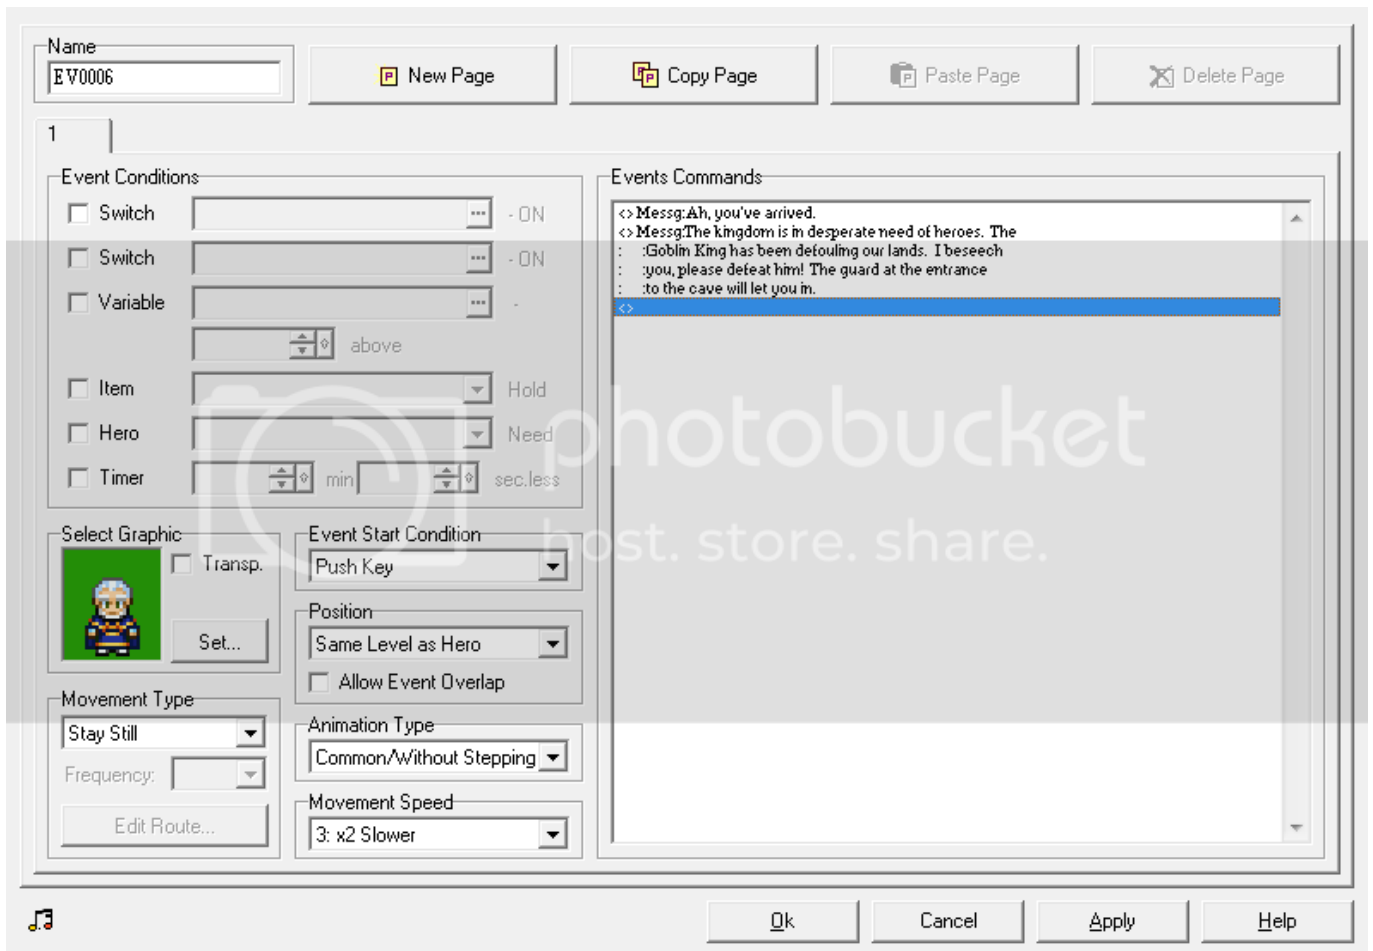 Name
EV0006
New Page
Copy Page
Paste Page
Delete Page
1
Event Conditions
Switch
... - ON
Switch
... - ON
Variable
... -
above
Item
Hold
Hero
Need
Timer
min
sec.less
Select Graphic
Transp.
Set...
Movement Type
Stay Still
Frequency:
Edit Route...
Event Start Condition
Push Key
Position
Same Level as Hero
Allow Event Overlap
Animation Type
Common/Without Stepping
Movement Speed
3: x2 Slower
Events Commands
<> Messg:Ah, you've arrived.
<> Messg:The kingdom is in desperate need of heroes. The
: :Goblin King has been defouling our lands. I beseech
: :you, please defeat him! The guard at the entrance
: :to the cave will let you in.
<>
photobucket
host. store. share.
Ok
Cancel
Apply
Help